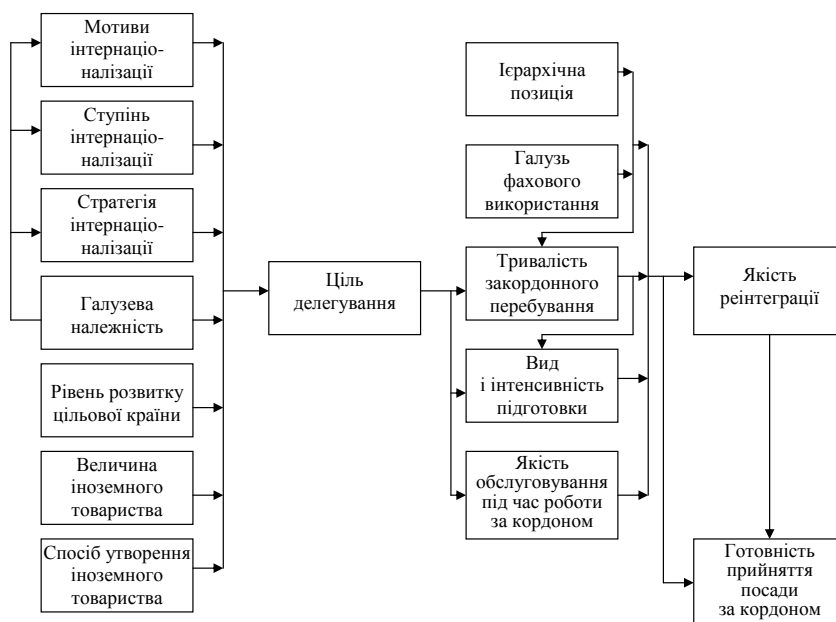 Мотиви
інтернаціо-
налізації
Ступінь
інтернаціо-
налізації
Стратегія
інтернаціо-
налізації
Галузева
належність
Рівень розвитку
цільової країни
Величина
іноземного
товариства
Спосіб утворення
іноземного
товариства
Ціль
делегування
Ієрархічна
позиція
Галузь
фахового
використання
Тривалість
закордонного
перебування
Вид
і інтенсивність
підготовки
Якість
обслуговування
під час роботи
за кордоном
Якість
реінтеграції
Готовність
прийняття
посади
за кордоном